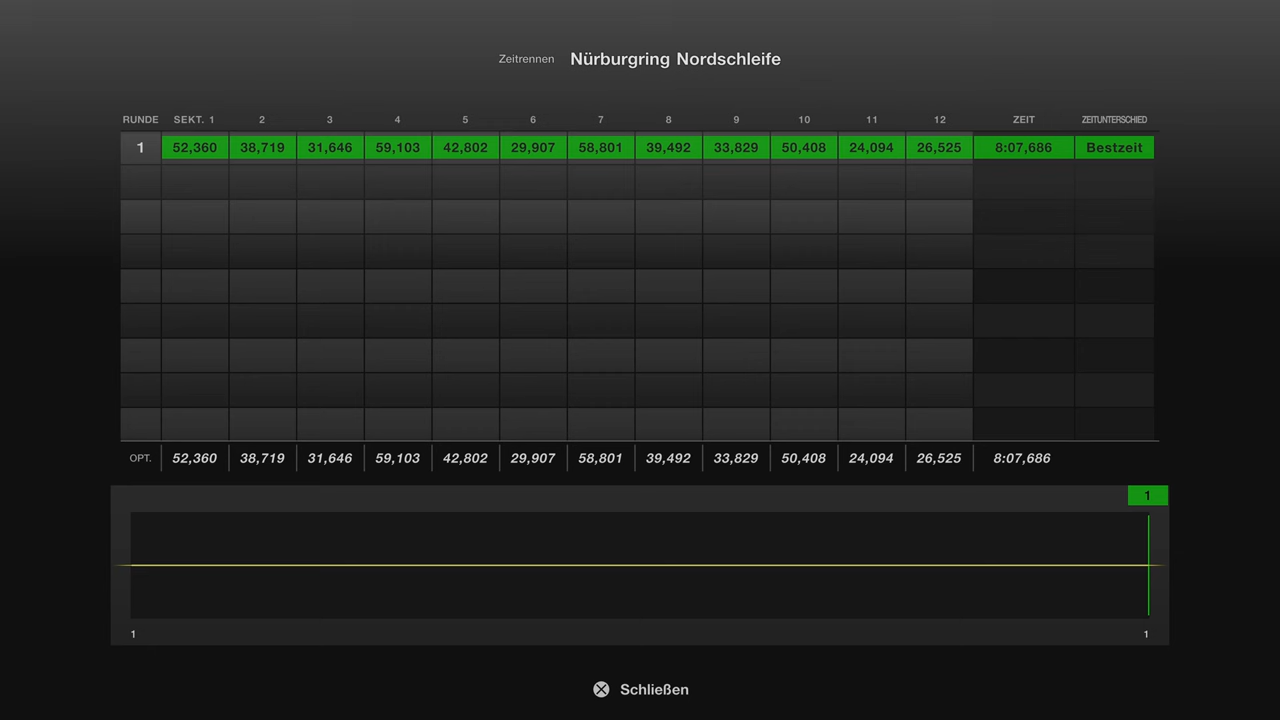 Zeitrennen Nürburgring Nordschleife
RUNDE SEKT. 1 2 3 4 5 6 7 8 9 10 11 12 ZEIT ZEITUNTERSCHIED
1 52,360 38,719 31,646 59,103 42,802 29,907 58,801 39,492 33,829 50,408 24,094 26,525 8:07,686 Bestzeit
OPT. 52,360 38,719 31,646 59,103 42,802 29,907 58,801 39,492 33,829 50,408 24,094 26,525 8:07,686
1
1 1
Schließen